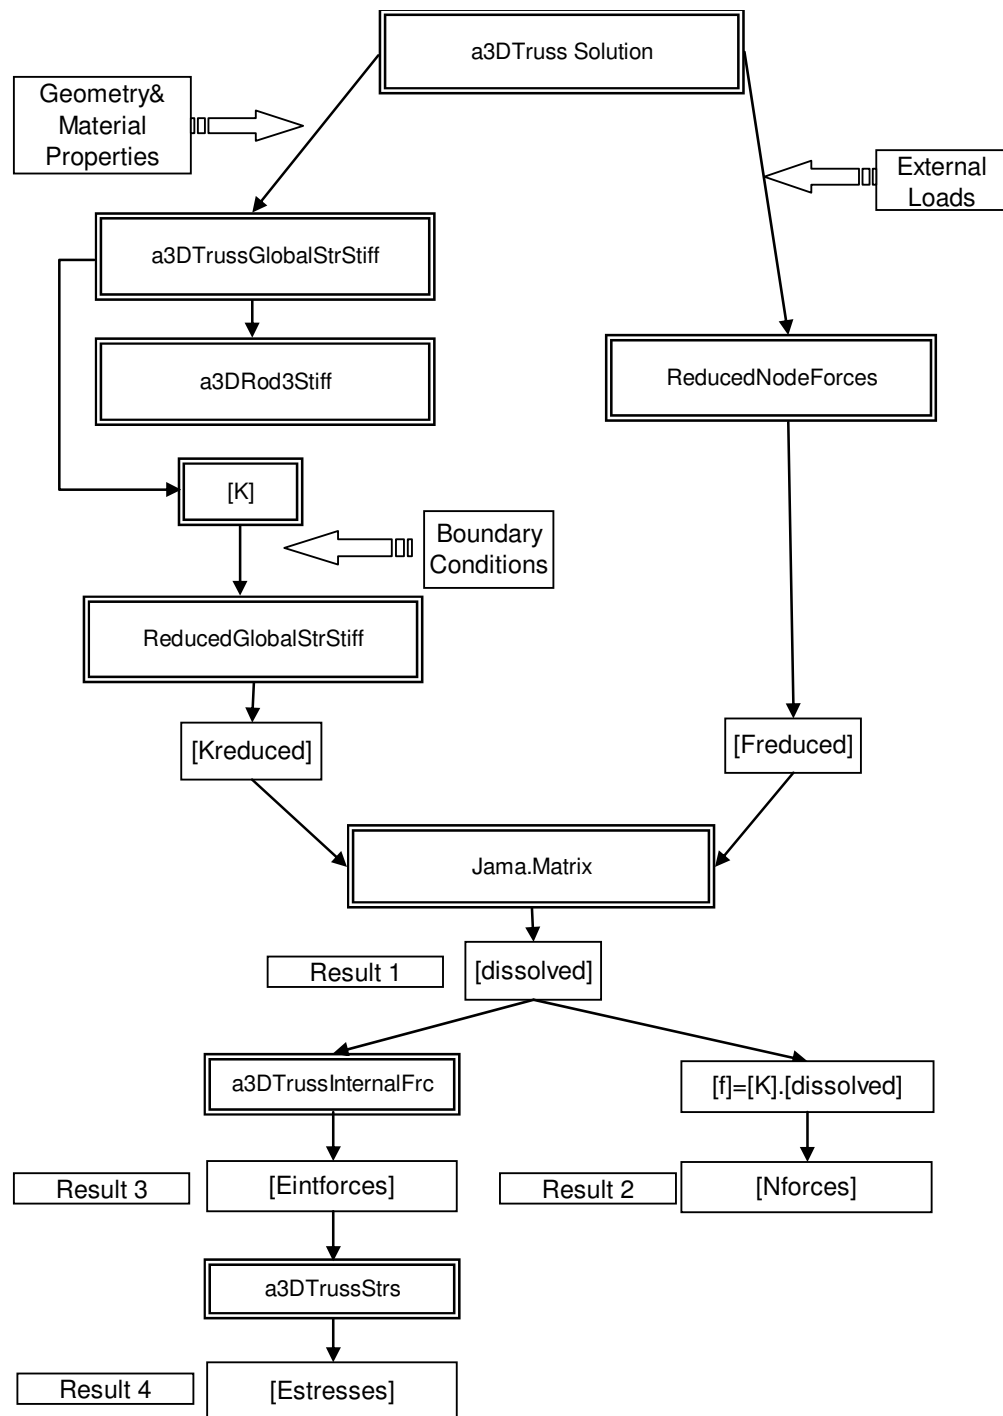 a3DTruss Solution
Geometry&
Material
Properties
External
Loads
a3DTrussGlobalStrStiff
a3DRod3Stiff
ReducedNodeForces
[K]
Boundary
Conditions
ReducedGlobalStrStiff
[Kreduced]
[Freduced]
Jama.Matrix
Result 1
[dissolved]
a3DTrussInternalFrc
[f]=[K].[dissolved]
Result 3
[Eintforces]
Result 2
[Nforces]
a3DTrussStrs
Result 4
[Estresses]